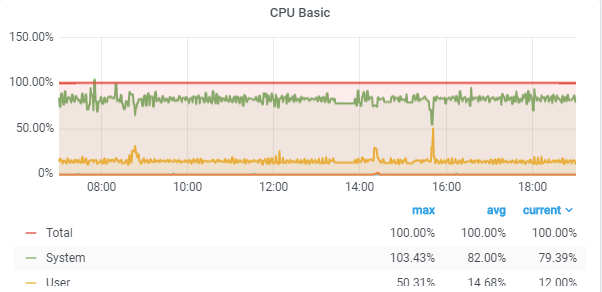 CPU Basic
150.00%
100.00%
50.00%
0%
08:00 10:00 12:00 14:00 16:00 18:00
max avg current
Total 100.00% 100.00% 100.00%
System 103.43% 82.00% 79.39%
User 50.31% 14.68% 12.00%